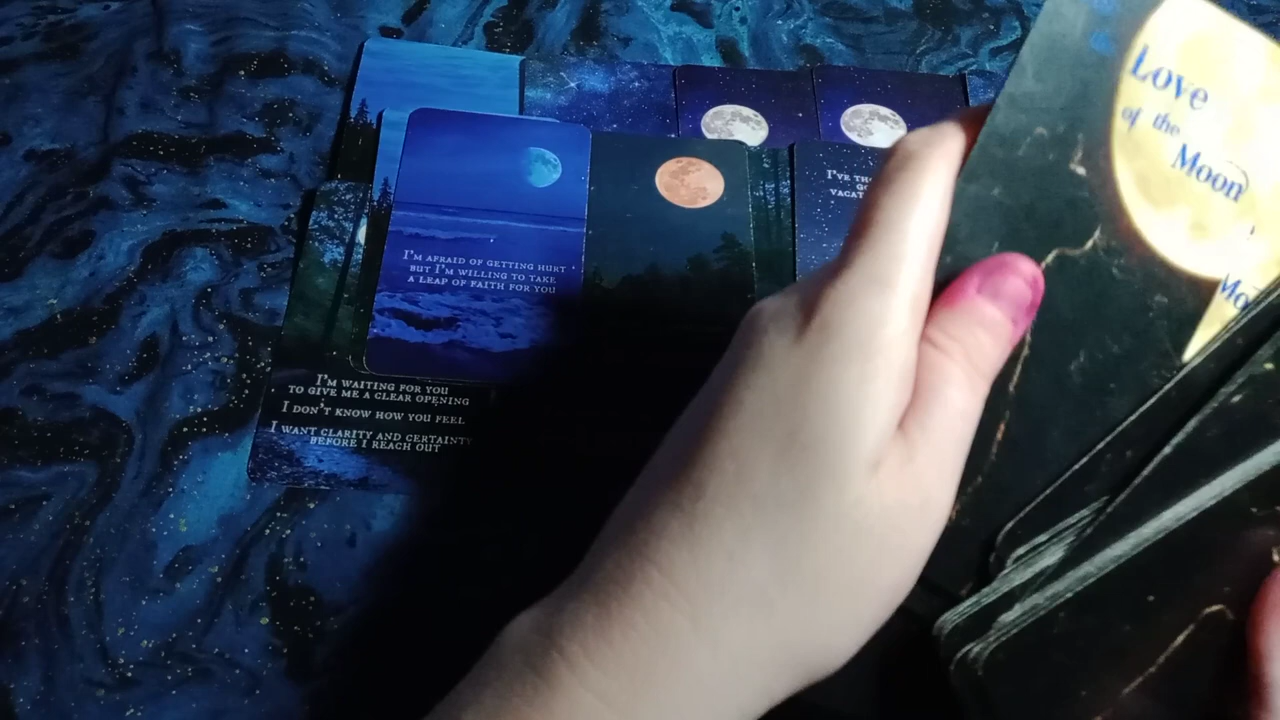 Love
of the
Moon
I'VE
I'M AFRAID OF GETTING HURT
BUT I'M WILLING TO TAKE
A LEAP OF FAITH FOR YOU
I'M WAITING FOR YOU
TO GIVE ME A CLEAR OPENING
I DON'T KNOW HOW YOU FEEL
I WANT CLARITY AND CERTAINTY
BEFORE I REACH OUT